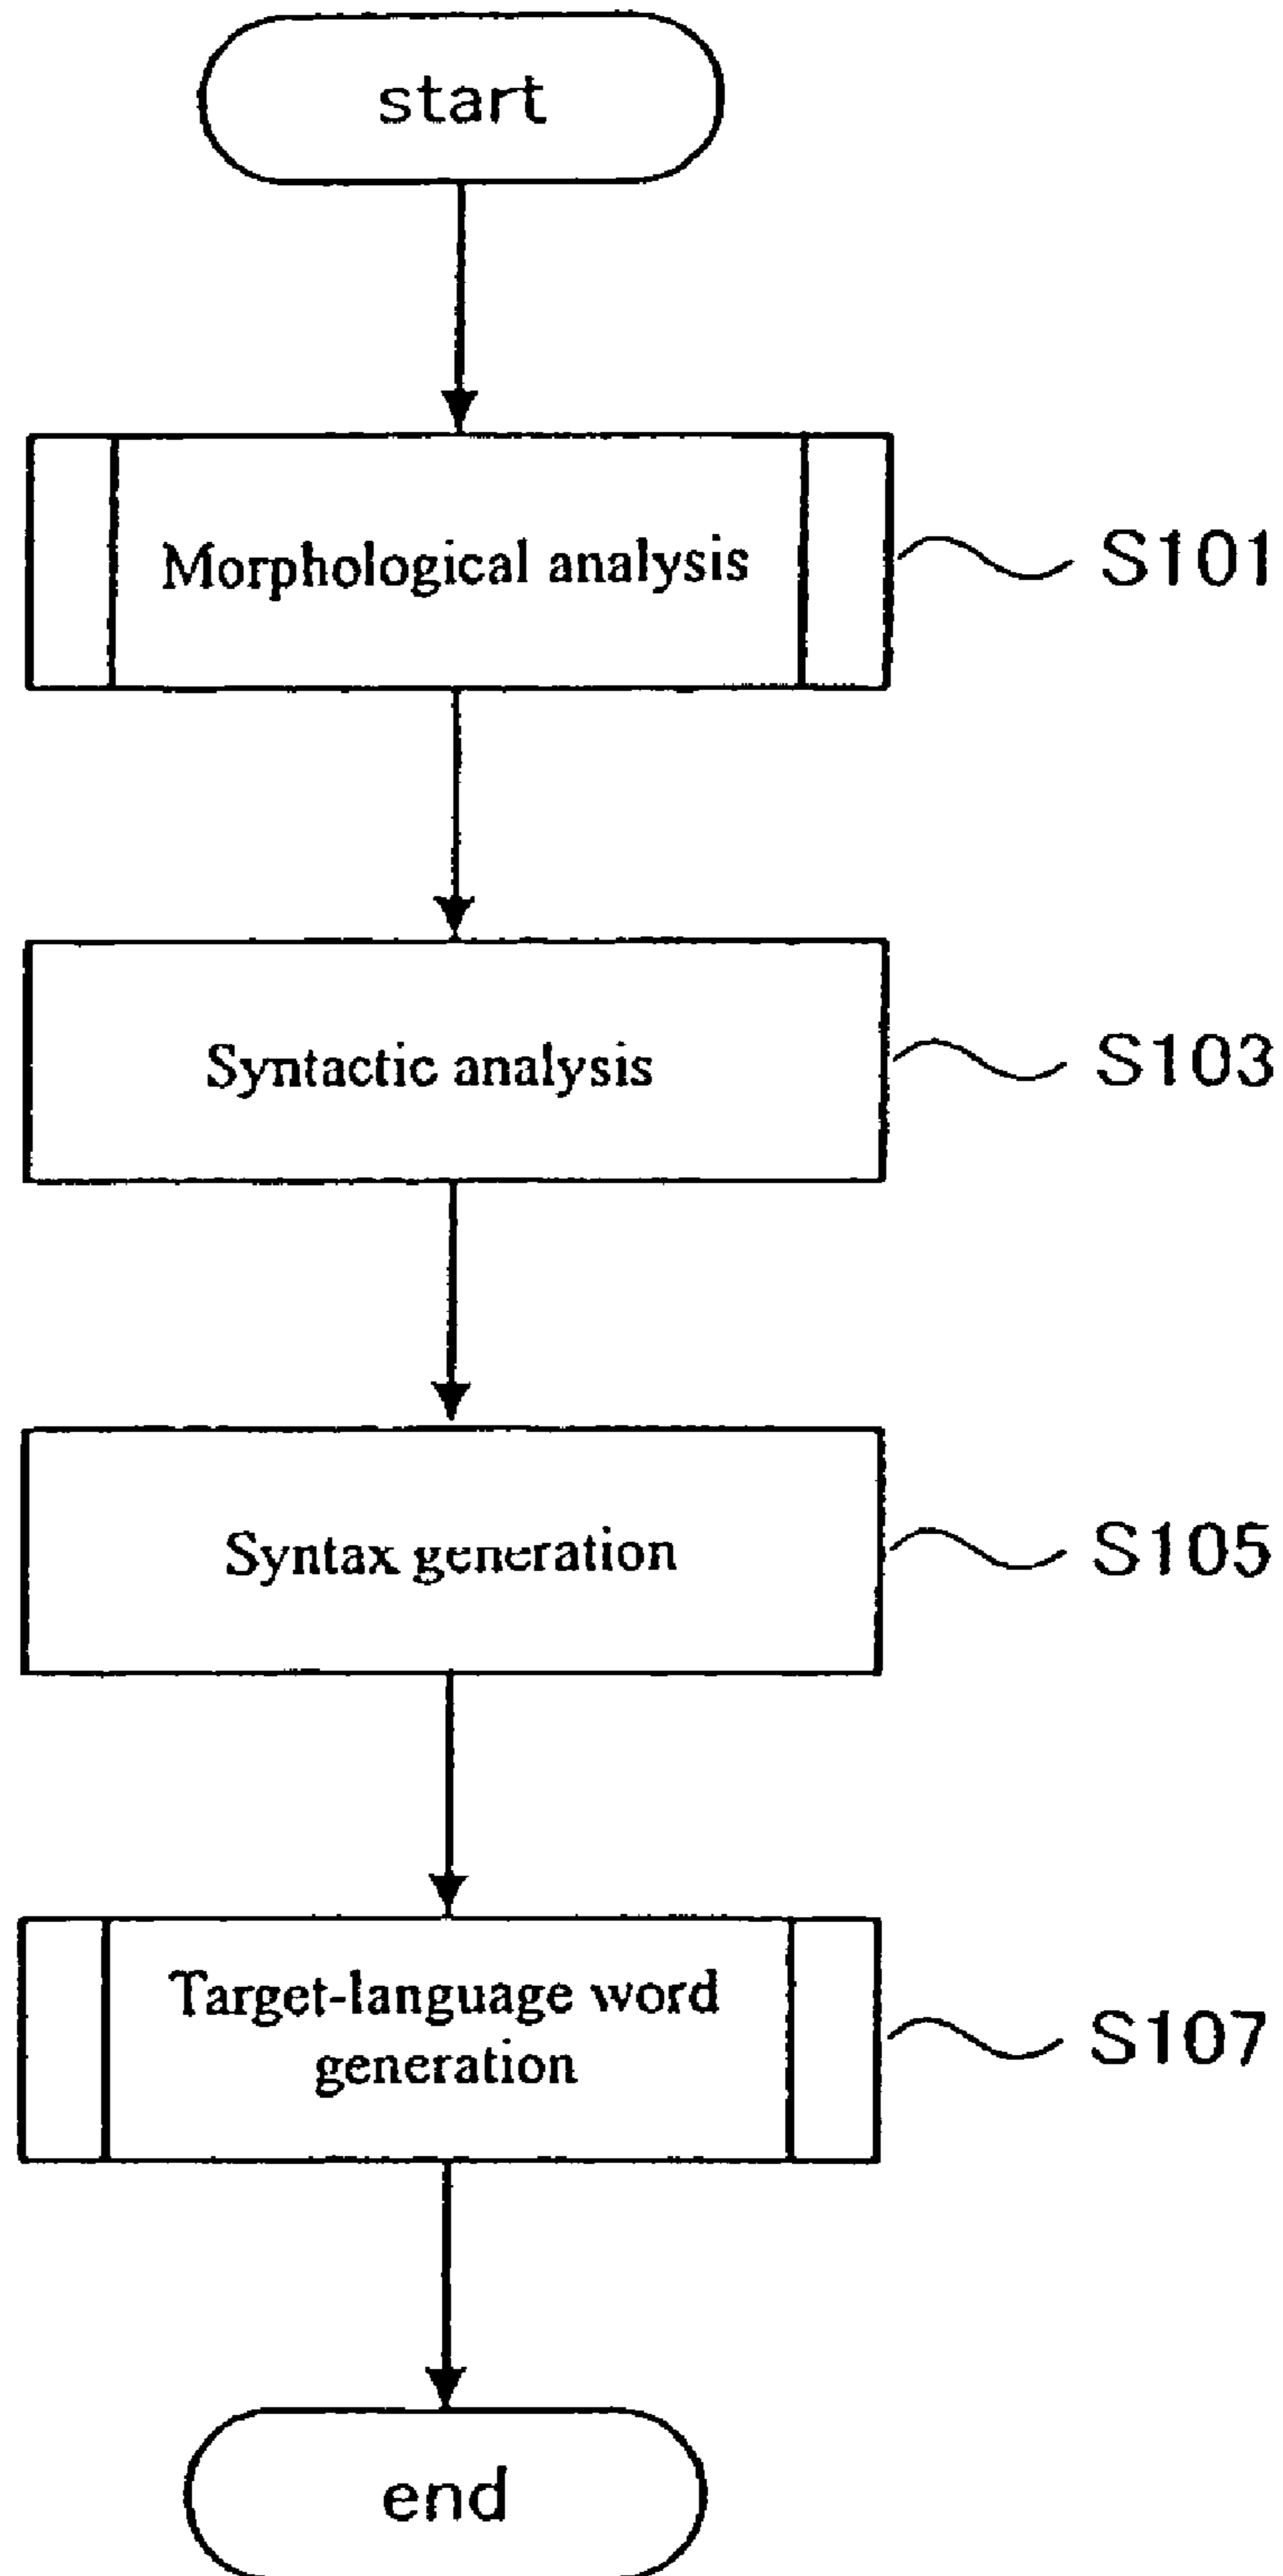 start
Morphological analysis
S101
Syntactic analysis
S103
Syntax generation
S105
Target-language word
generation
S107
end